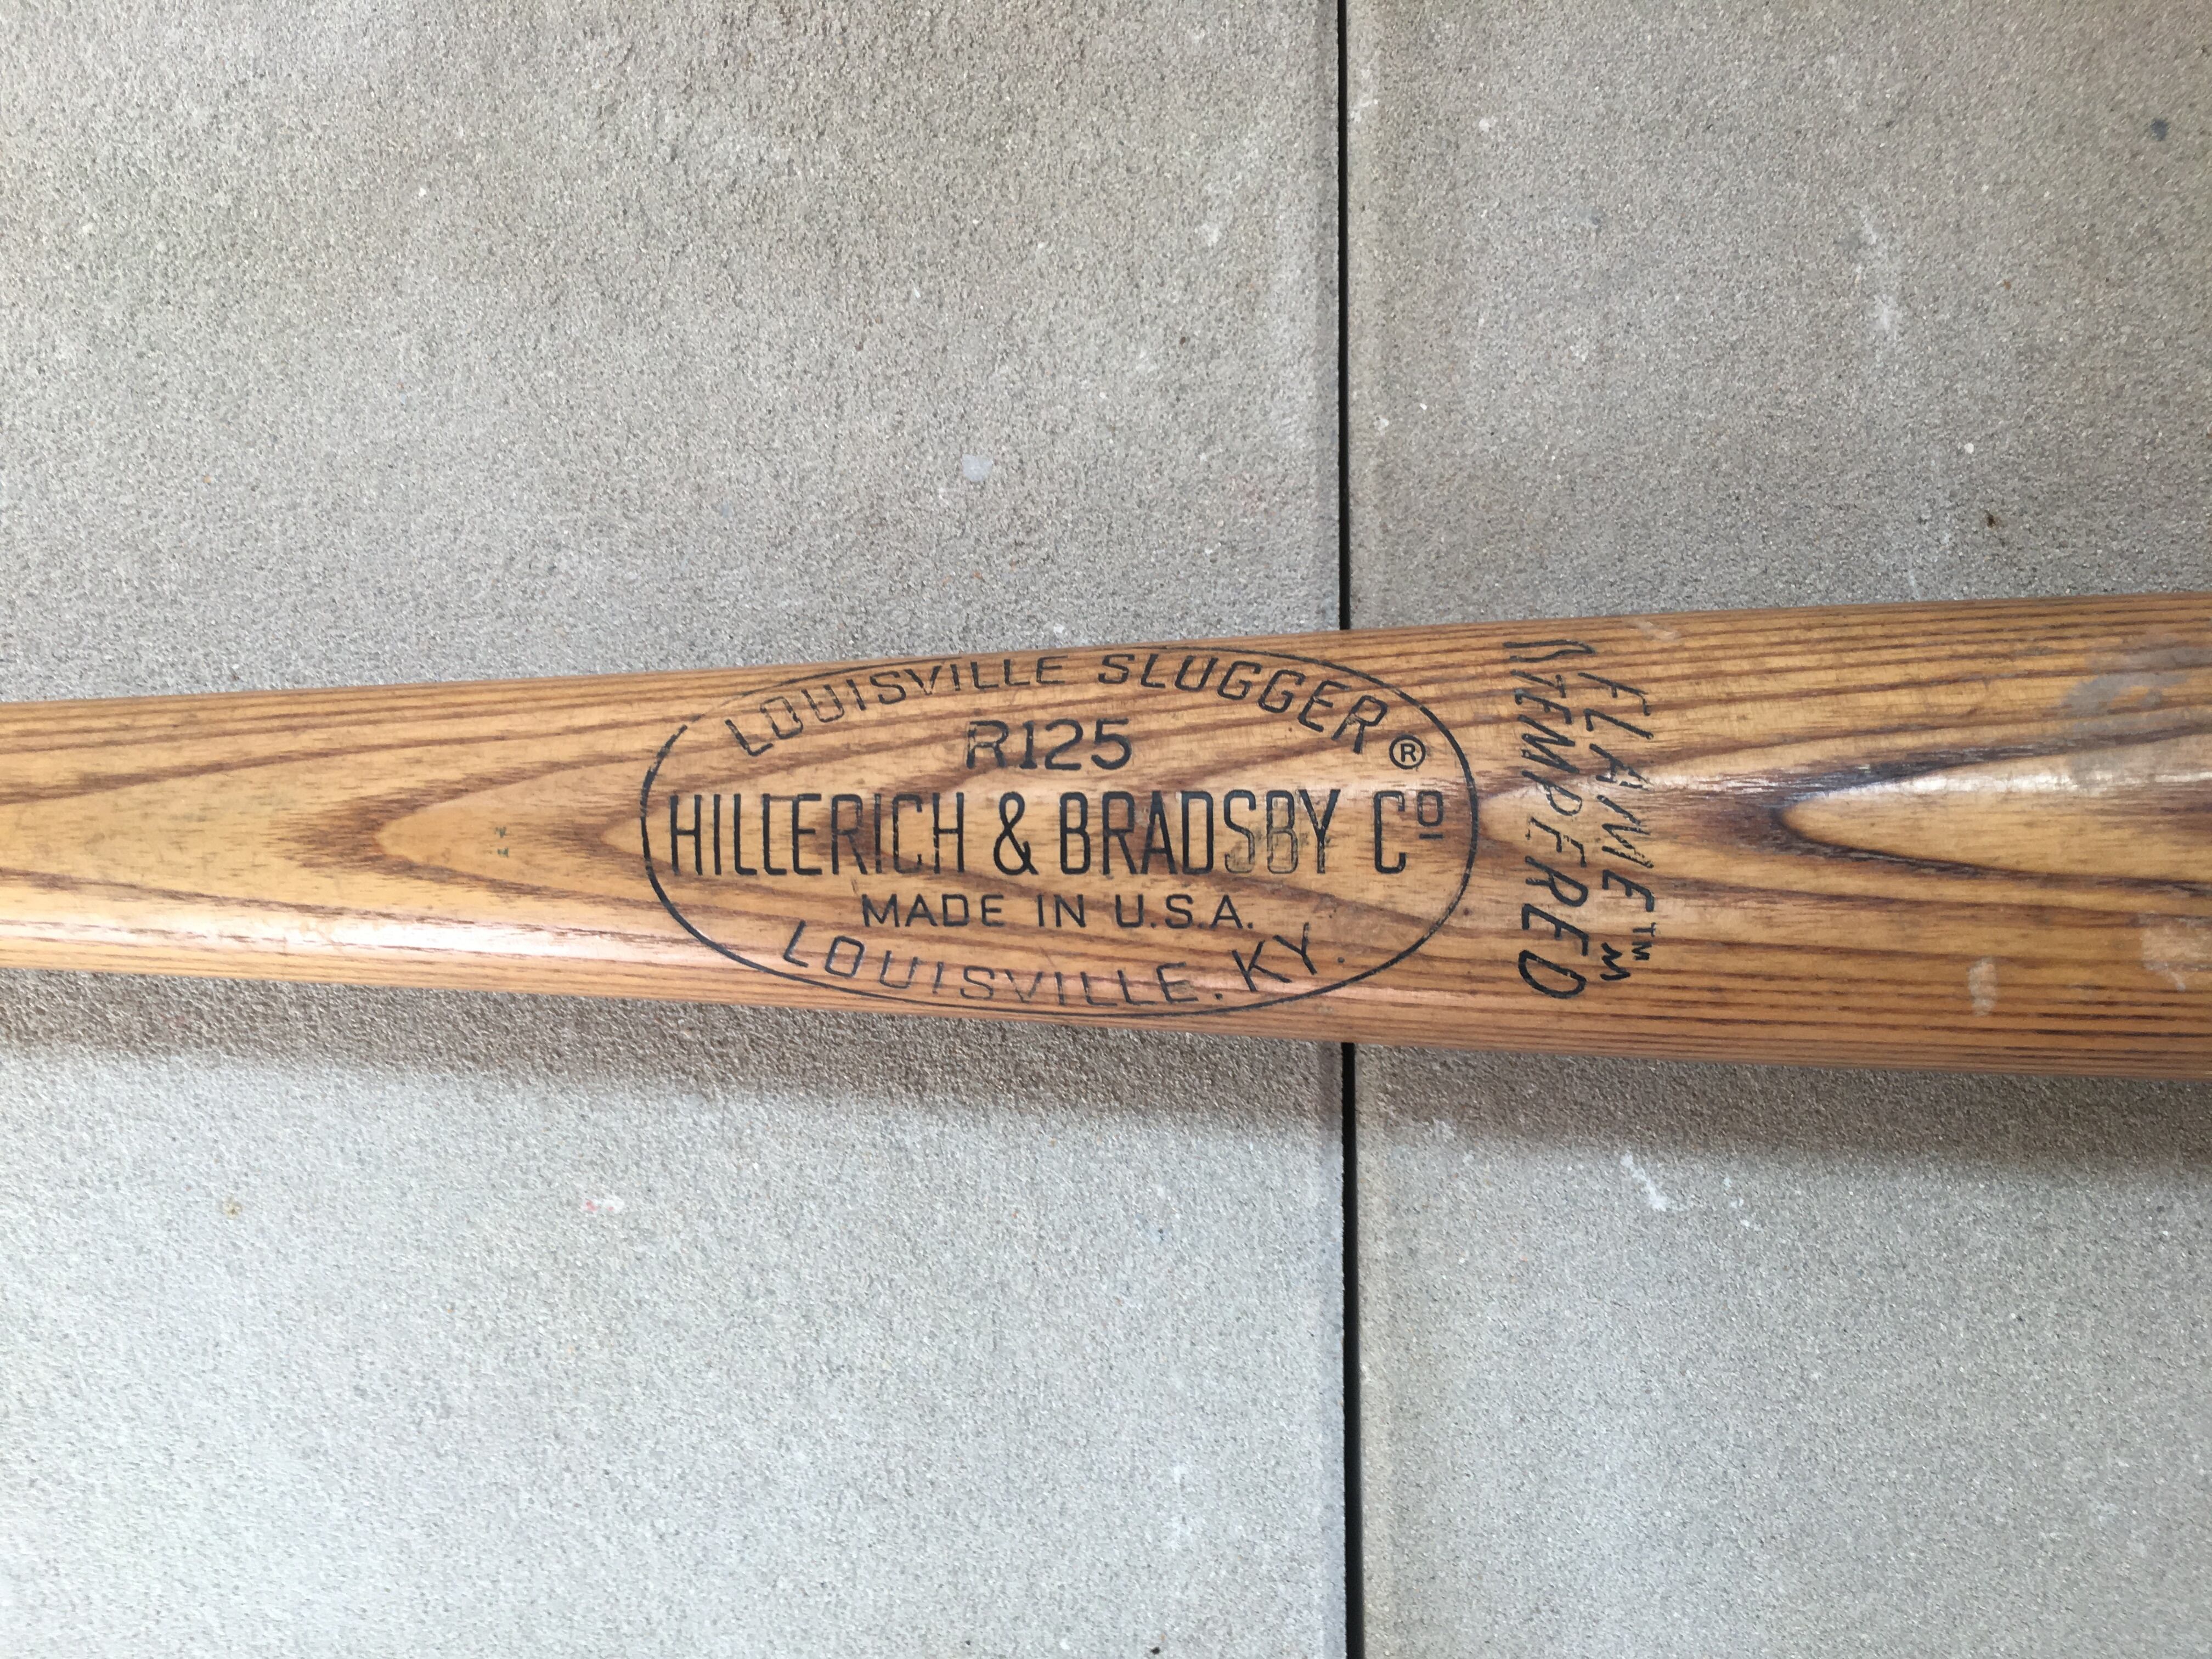 LOUISVILLE SLUGGER®
R125
HILLERICH & BRADSBY Cº
MADE IN U.S.A.
LOUISVILLE. KY.
FLAME™
TEMPERED